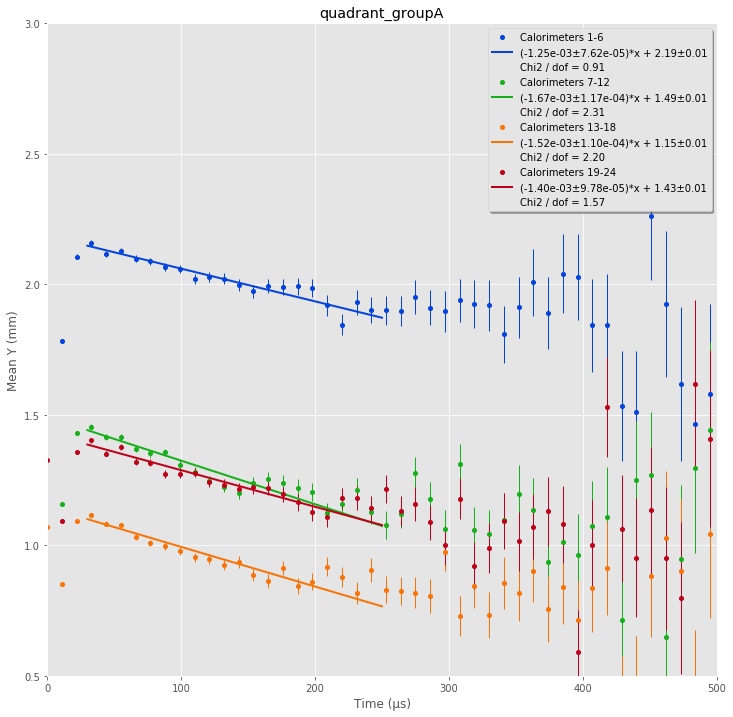 quadrant_groupA
3.0
2.5
2.0
1.5
1.0
0.5
Mean Y (mm)
Calorimeters 1-6
(-1.25e-03±7.62e-05)*x + 2.19±0.01
Chi2 / dof = 0.91
Calorimeters 7-12
(-1.67e-03±1.17e-04)*x + 1.49±0.01
Chi2 / dof = 2.31
Calorimeters 13-18
(-1.52e-03±1.10e-04)*x + 1.15±0.01
Chi2 / dof = 2.20
Calorimeters 19-24
(-1.40e-03±9.78e-05)*x + 1.43±0.01
Chi2 / dof = 1.57
0 100 200 300 400 500
Time (µs)